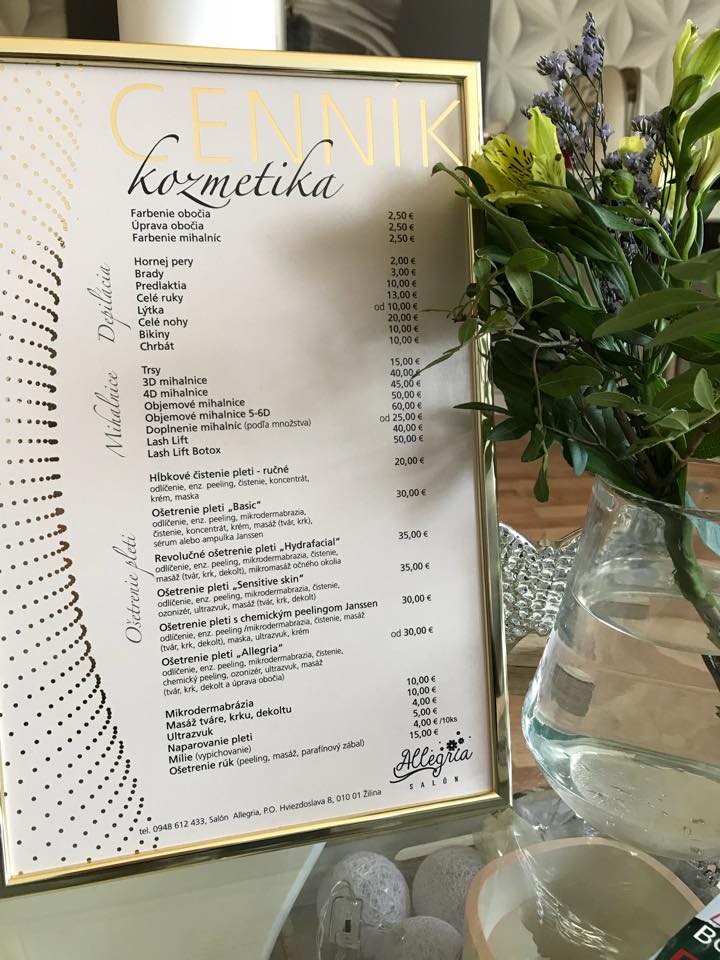 CENNÍK
kozmetika
Farbenie obočia 2,50 €
Úprava obočia 2,50 €
Farbenie mihalníc 2,50 €
Depilácia
Hornej pery 2,00 €
Brady 3,00 €
Predlaktia 10,00 €
Celé ruky 13,00 €
Lýtka od 10,00 €
Celé nohy 20,00 €
Bikiny 10,00 €
Chrbát 10,00 €
Mihalnice
Trsy 15,00 €
3D mihalnice 40,00 €
4D mihalnice 45,00 €
Objemové mihalnice 50,00 €
Objemové mihalnice 5-6D 60,00 €
Doplnenie mihalníc (podľa množstva) od 25,00 €
Lash Lift 40,00 €
Lash Lift Botox 50,00 €
Ošetrenie pleti
Hĺbkové čistenie pleti - ručné 20,00 €
odlíčenie, enz. peeling, čistenie, koncentrát,
krém, maska
Ošetrenie pleti „Basic“ 30,00 €
odlíčenie, enz. peeling, mikrodermabrazia,
čistenie, koncentrát, krém, masáž (tvár, krk),
sérum alebo ampulka Janssen
Revolučné ošetrenie pleti „Hydrafacial“ 35,00 €
odlíčenie, enz. peeling, mikrodermabrazia, čistenie,
masáž (tvár, krk, dekolt), mikromasáž očného okolia
Ošetrenie pleti „Sensitive skin“ 35,00 €
odlíčenie, enz. peeling, mikrodermabrazia, čistenie,
ozonizér, ultrazvuk, masáž (tvár, krk, dekolt)
Ošetrenie pleti s chemickým peelingom Janssen 30,00 €
odlíčenie, enz. peeling /mikrodermabrazia, čistenie, masáž
(tvár, krk, dekolt), maska, ultrazvuk, krém
Ošetrenie pleti „Allegria“ od 30,00 €
odlíčenie, enz. peeling, mikrodermabrazia, čistenie,
chemický peeling, ozonizér, ultrazvuk, masáž
(tvár, krk, dekolt a úprava obočia)
Mikrodermabrázia 10,00 €
Masáž tváre, krku, dekoltu 10,00 €
Ultrazvuk 4,00 €
Naparovanie pleti 5,00 €
Mílie (vypichovanie) 4,00 € /10ks
Ošetrenie rúk (peeling, masáž, parafínový zábal) 15,00 €
Allegria
SALÓN
tel. 0948 612 433, Salón Allegria, P.O. Hviezdoslava 8, 010 01 Žilina